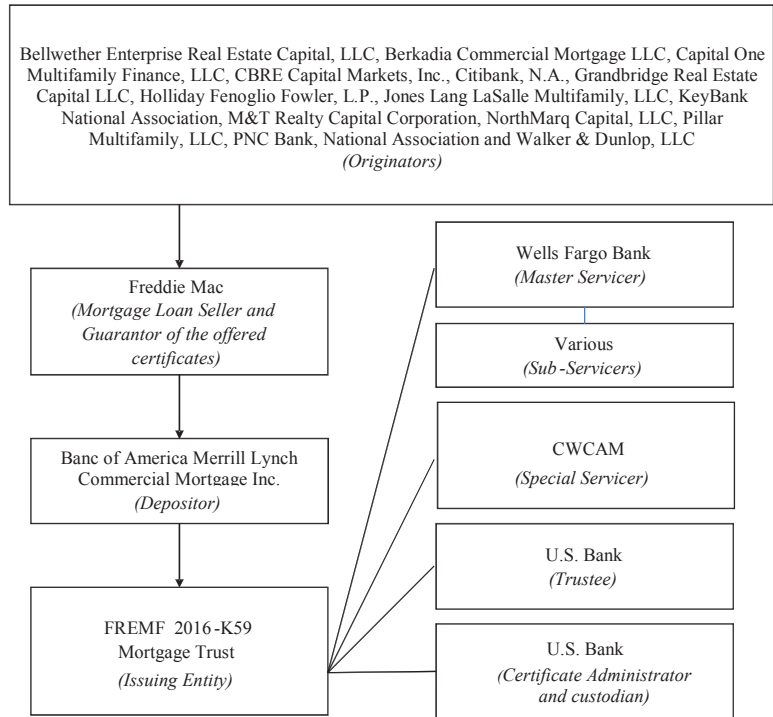 Bellwether Enterprise Real Estate Capital, LLC, Berkadia Commercial Mortgage LLC, Capital One
Multifamily Finance, LLC, CBRE Capital Markets, Inc., Citibank, N.A., Grandbridge Real Estate
Capital LLC, Holliday Fenoglio Fowler, L.P., Jones Lang LaSalle Multifamily, LLC, KeyBank
National Association, M&T Realty Capital Corporation, NorthMarq Capital, LLC, Pillar
Multifamily, LLC, PNC Bank, National Association and Walker & Dunlop, LLC
(Originators)
Freddie Mac
(Mortgage Loan Seller and
Guarantor of the offered
certificates)
Banc of America Merrill Lynch
Commercial Mortgage Inc.
(Depositor)
FREMF 2016-K59
Mortgage Trust
(Issuing Entity)
Wells Fargo Bank
(Master Servicer)
Various
(Sub-Servicers)
CWCAM
(Special Servicer)
U.S. Bank
(Trustee)
U.S. Bank
(Certificate Administrator
and custodian)